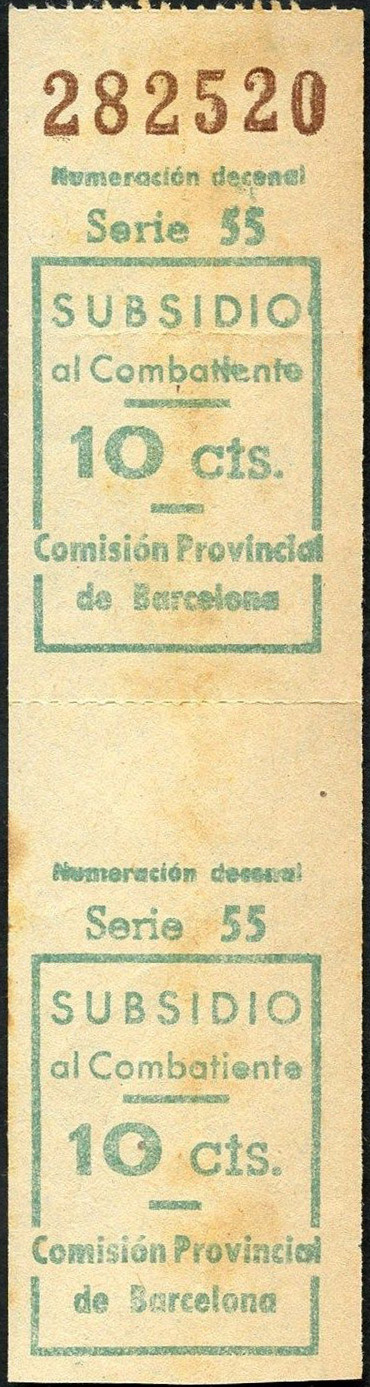 282520
Numeración decenal
Serie 55
SUBSIDIO
al Combatiente
10 cts.
Comisión Provincial
de Barcelona
Numeración decenal
Serie 55
SUBSIDIO
al Combatiente
10 cts.
Comisión Provincial
de Barcelona